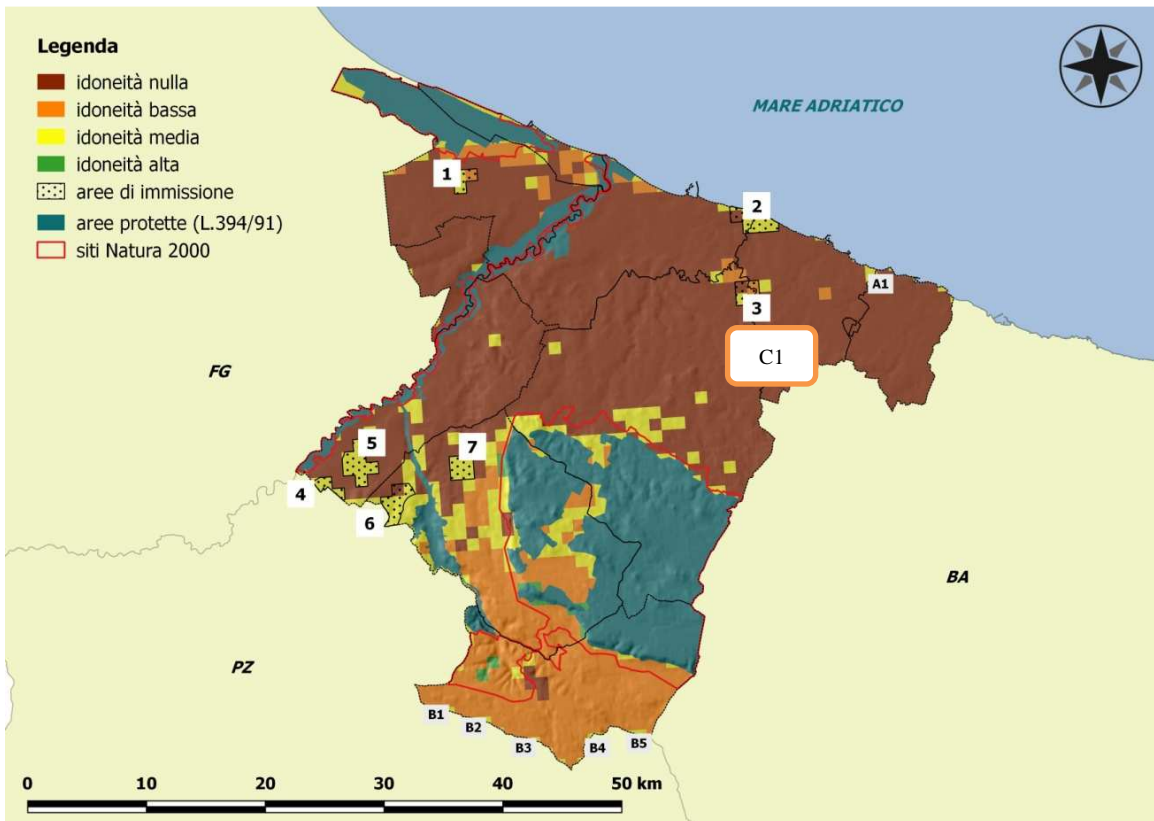 Legenda
idoneità nulla
idoneità bassa
idoneità media
idoneità alta
aree di immissione
aree protette (L.394/91)
siti Natura 2000
MARE ADRIATICO
1
2
A1
3
C1
FG
5
7
4
6
BA
PZ
B1
B2
B3
B4
B5
0 10 20 30 40 50 km